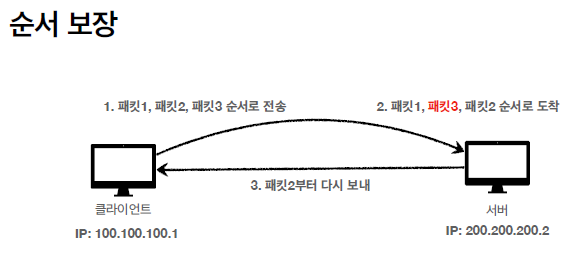 순서 보장
1. 패킷1, 패킷2, 패킷3 순서로 전송
2. 패킷1, 패킷3, 패킷2 순서로 도착
3. 패킷2부터 다시 보내
클라이언트
IP: 100.100.100.1
서버
IP: 200.200.200.2